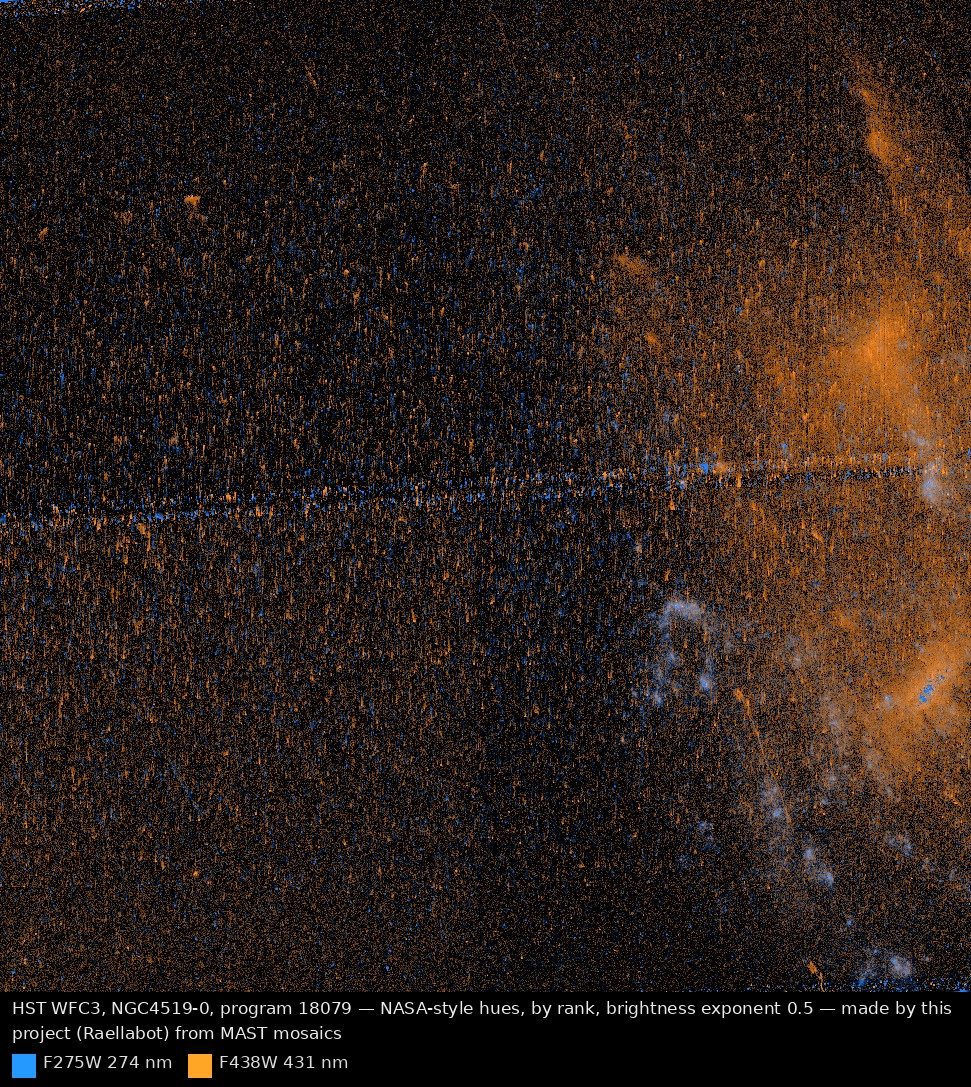 HST WFC3, NGC4519-0, program 18079 — NASA-style hues, by rank, brightness exponent 0.5 — made by this
project (Raellabot) from MAST mosaics
F275W 274 nm F438W 431 nm